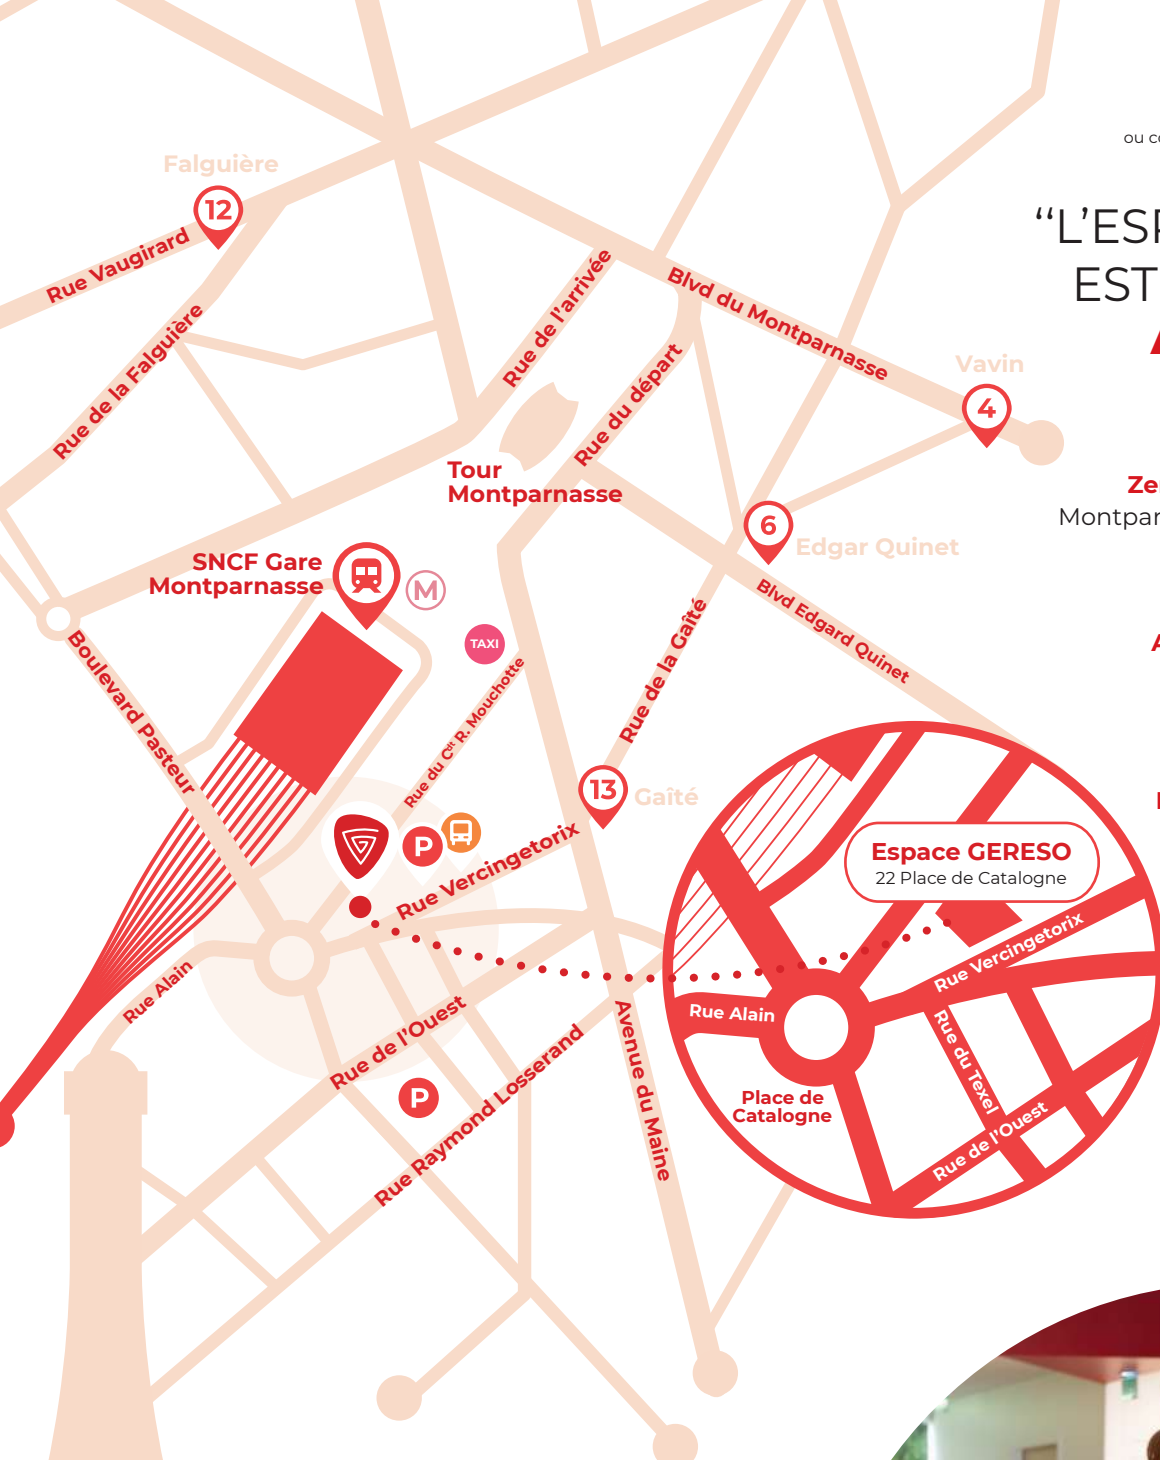 ou
“L’ESP
EST
Falguière
12
Rue Vaugirard
Rue de la Falguière
Rue de l’arrivée
Blvd du Montparnasse
Rue du départ
Vavin
4
Tour
Montparnasse
Montpar
6
Edgar Quinet
SNCF Gare
Montparnasse
M
TAXI
Blvd Edgard Quinet
Rue de la Gaîté
Boulevard Pasteur
Rue du Cdt R. Mouchotte
13
Gaîté
P
Rue Vercingetorix
Espace GERESO
22 Place de Catalogne
Rue Vercingetorix
Rue Alain
Rue Alain
Rue de l’Ouest
Avenue du Maine
Rue du Texel
P
Rue Raymond Losserand
Place de
Catalogne
Rue de l’Ouest